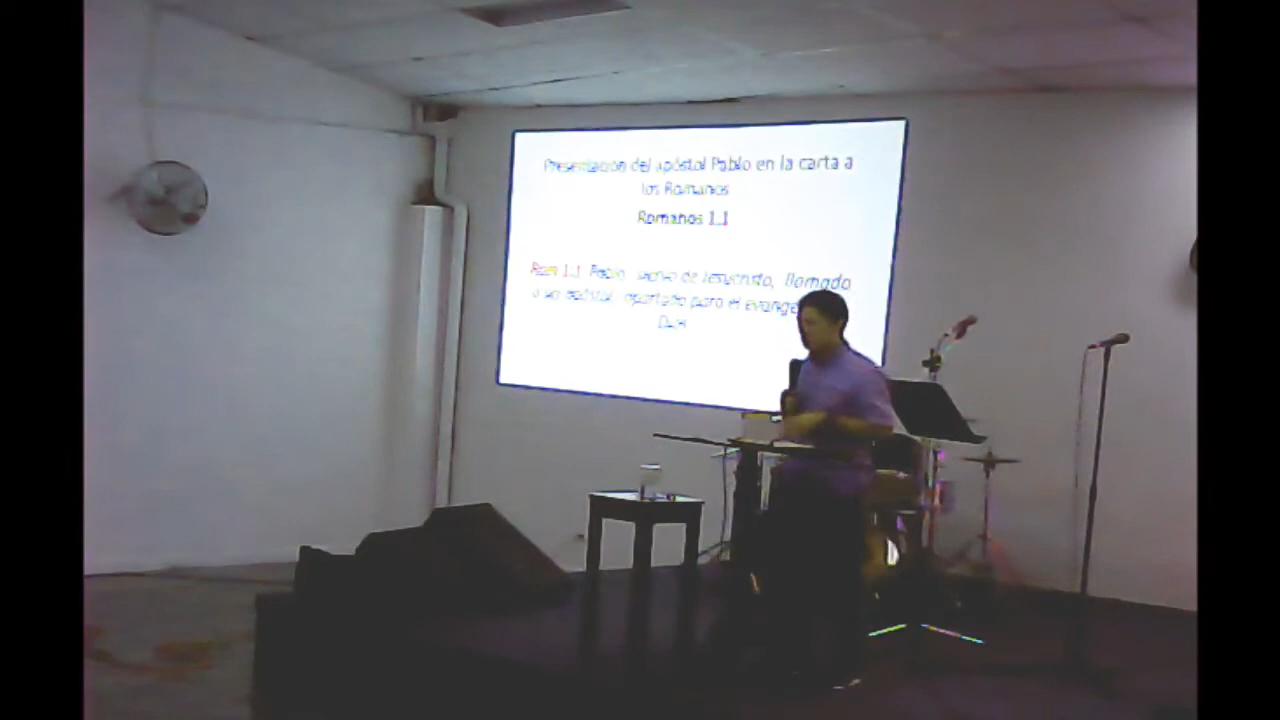 Presentación del apóstol Pablo en la carta a
los Romanos
Romanos 1.1
Rom 1.1 Pablo, siervo de Jesucristo, llamado
a ser apóstol, apartado para el
Dios